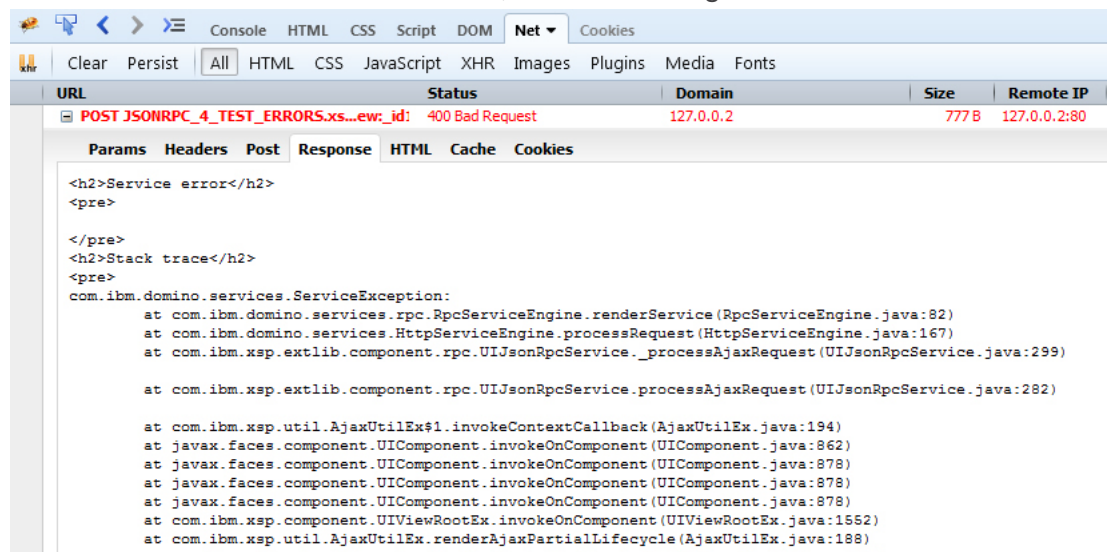 Console HTML CSS Script DOM Net Cookies
xhr Clear Persist All HTML CSS JavaScript XHR Images Plugins Media Fonts
URL Status Domain Size Remote IP
POST JSONRPC_4_TEST_ERRORS.xs...ew:_id: 400 Bad Request 127.0.0.2 777 B 127.0.0.2:80
Params Headers Post Response HTML Cache Cookies
<h2>Service error</h2>
<pre>
</pre>
<h2>Stack trace</h2>
<pre>
com.ibm.domino.services.ServiceException:
at com.ibm.domino.services.rpc.RpcServiceEngine.renderService(RpcServiceEngine.java:82)
at com.ibm.domino.services.HttpServiceEngine.processRequest(HttpServiceEngine.java:167)
at com.ibm.xsp.extlib.component.rpc.UIJsonRpcService._processAjaxRequest(UIJsonRpcService.java:299)
at com.ibm.xsp.extlib.component.rpc.UIJsonRpcService.processAjaxRequest(UIJsonRpcService.java:282)
at com.ibm.xsp.util.AjaxUtilEx$1.invokeContextCallback(AjaxUtilEx.java:194)
at javax.faces.component.UIComponent.invokeOnComponent(UIComponent.java:862)
at javax.faces.component.UIComponent.invokeOnComponent(UIComponent.java:878)
at javax.faces.component.UIComponent.invokeOnComponent(UIComponent.java:878)
at javax.faces.component.UIComponent.invokeOnComponent(UIComponent.java:878)
at com.ibm.xsp.component.UIViewRootEx.invokeOnComponent(UIViewRootEx.java:1552)
at com.ibm.xsp.util.AjaxUtilEx.renderAjaxPartialLifecycle(AjaxUtilEx.java:188)